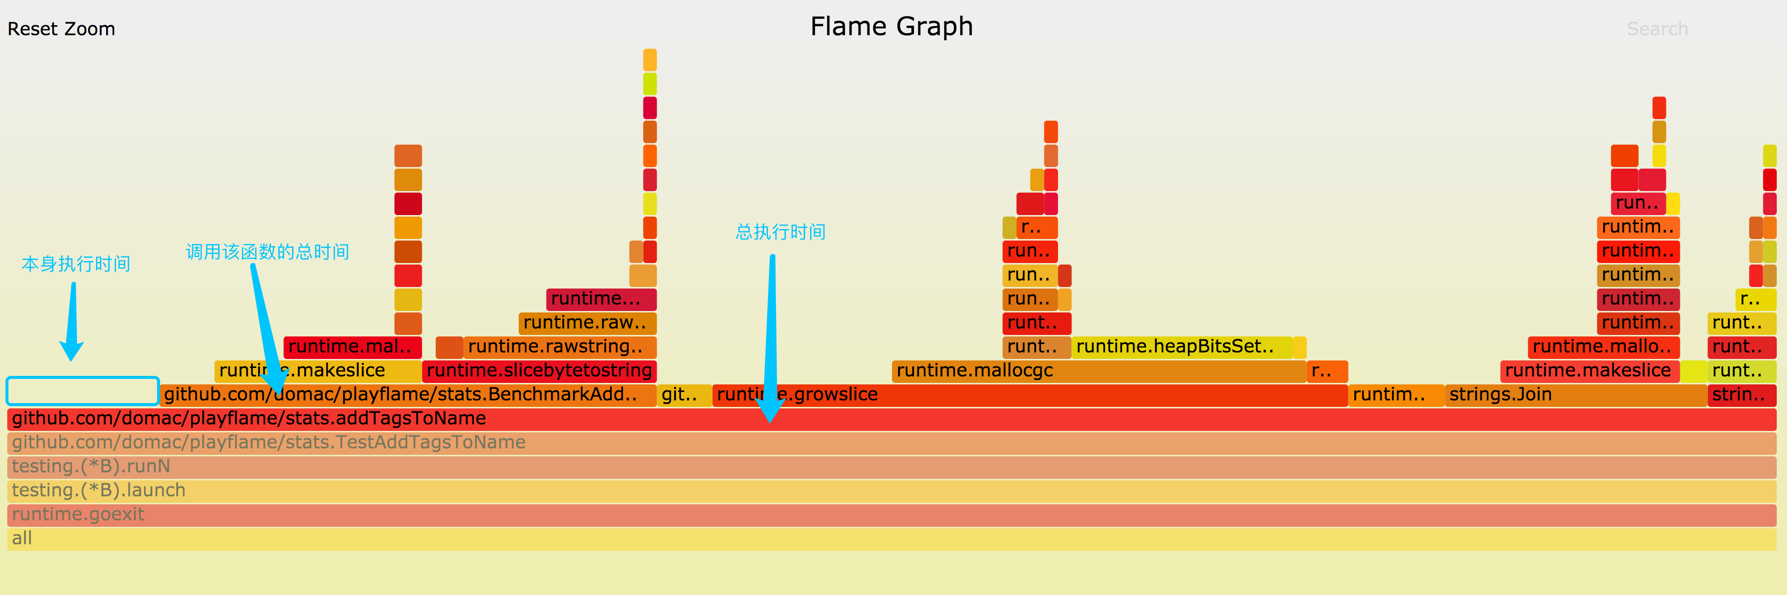 Reset Zoom
Flame Graph
Search
总执行时间
调用该函数的总时间
本身执行时间
run..
r..
runtim..
run..
runtim..
run..
runtim..
runtime...
run..
runtim..
r..
runtime.raw..
runt..
runtim..
runt..
runtime.mal..
runtime.rawstring..
runt..
runtime.heapBitsSet..
runtime.mallo..
runt..
runtime.makeslice
runtime.slicebytetostring
runtime.mallocgc
r..
runtime.makeslice
runt..
github.com/domac/playflame/stats.BenchmarkAdd..
git..
runtime.growslice
runtim..
strings.Join
strin..
github.com/domac/playflame/stats.addTagsToName
github.com/domac/playflame/stats.TestAddTagsToName
testing.(*B).runN
testing.(*B).launch
runtime.goexit
all